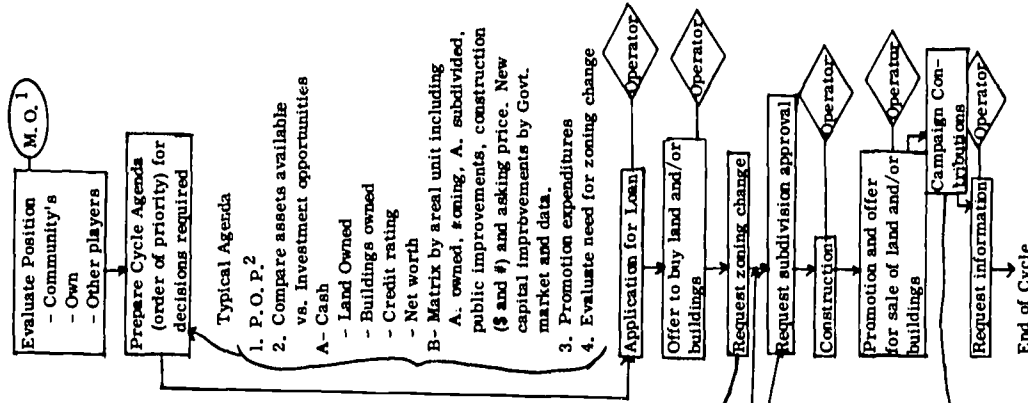 Evaluate Position
M. O. 1
- Community's
- Own
- Other players
Prepare Cycle Agenda
(order of priority) for
decisions required
Typical Agenda
1. P. O. P. 2
2. Compare assets available
vs. Investment opportunities
A- Cash
- Land Owned
- Buildings owned
- Credit rating
- Net worth
B- Matrix by areal unit including
A. owned, zoning, A. subdivided,
public improvements, construction
($ and #) and asking price. New
capital improvements by Govt.
market and data.
3. Promotion expenditures
4. Evaluate need for zoning change
Application for Loan
Operator
Offer to buy land and/or
buildings
Operator
Request zoning change
Request subdivision approval
Construction
Operator
Promotion and offer
for sale of land and/or
buildings
Operator
Campaign Con-
tributions
Request information
Operator
End of Cycle